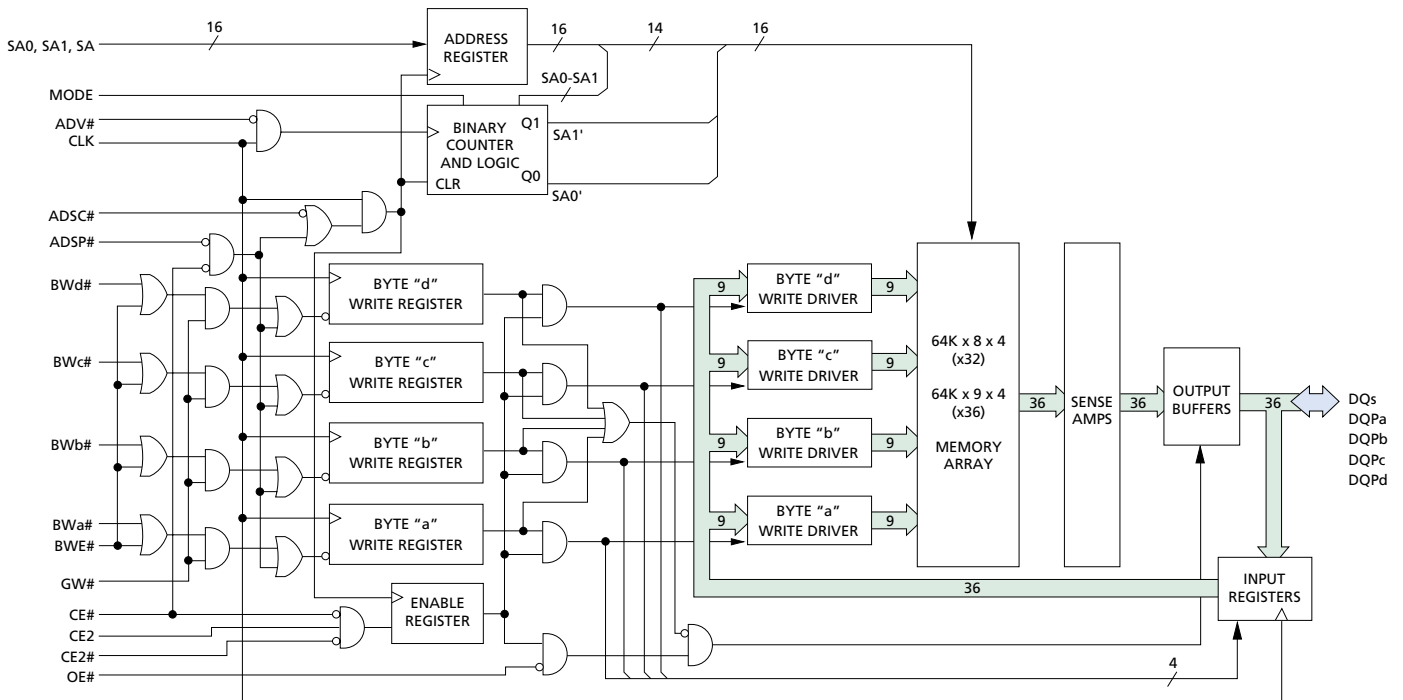 SA0, SA1, SA
16
ADDRESS
REGISTER
16
14
16
SA0-SA1
MODE
ADV#
CLK
BINARY
COUNTER
AND LOGIC
Q1
SA1'
CLR
Q0
SA0'
ADSC#
ADSP#
BWd#
BYTE “d”
WRITE REGISTER
9
BYTE “d”
WRITE DRIVER
9
BWc#
BYTE “c”
WRITE REGISTER
9
BYTE “c”
WRITE DRIVER
9
BWb#
BYTE “b”
WRITE REGISTER
9
BYTE “b”
WRITE DRIVER
9
BWa#
BWE#
BYTE “a”
WRITE REGISTER
9
BYTE “a”
WRITE DRIVER
9
64K x 8 x 4
(x32)
64K x 9 x 4
(x36)
MEMORY
ARRAY
36
SENSE
AMPS
36
OUTPUT
BUFFERS
36
DQs
DQPa
DQPb
DQPc
DQPd
GW#
CE#
CE2
CE2#
OE#
ENABLE
REGISTER
36
INPUT
REGISTERS
4